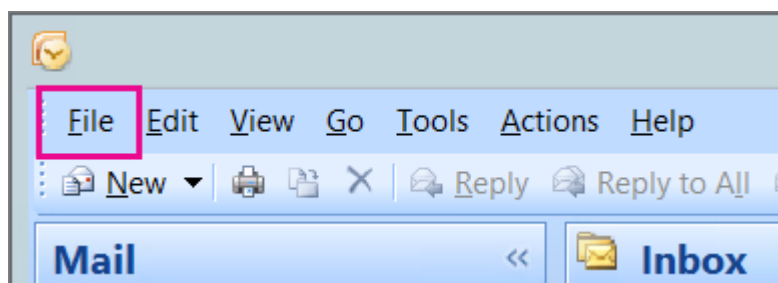 File Edit View Go Tools Actions Help
New Reply Reply to All
Mail « Inbox